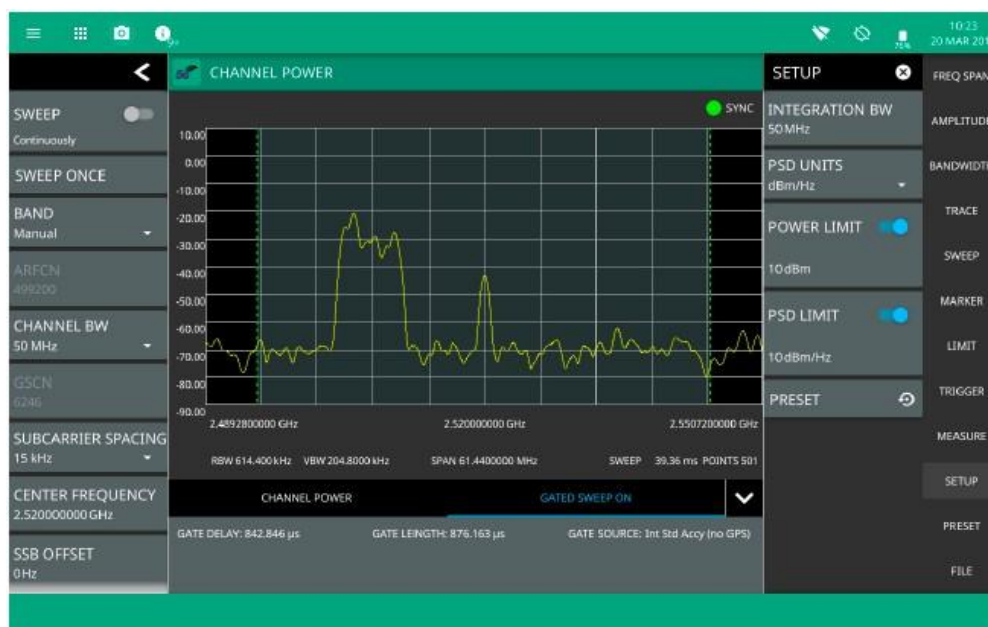 9+
75%
10:23
20 MAR 201
SWEEP
Continuously
SWEEP ONCE
BAND
Manual
ARFCN
499200
CHANNEL BW
50 MHz
GSCN
6246
SUBCARRIER SPACING
15 kHz
CENTER FREQUENCY
2.520000000 GHz
SSB OFFSET
0 Hz
5G CHANNEL POWER
SYNC
10.00
0.00
-10.00
-20.00
-30.00
-40.00
-50.00
-60.00
-70.00
-80.00
-90.00
2.4892800000 GHz 2.520000000 GHz 2.5507200000 GHz
RBW 614.400 kHz VBW 204.8000 kHz SPAN 61.4400000 MHz SWEEP 39.36 ms POINTS 501
CHANNEL POWER GATED SWEEP ON
GATE DELAY: 842.846 µs GATE LENGTH: 876.163 µs GATE SOURCE: Int Std Accy (no GPS)
SETUP
INTEGRATION BW
50 MHz
PSD UNITS
dBm/Hz
POWER LIMIT
10 dBm
PSD LIMIT
10 dBm/Hz
PRESET
FREQ SPAN
AMPLITUDE
BANDWIDTH
TRACE
SWEEP
MARKER
LIMIT
TRIGGER
MEASURE
SETUP
PRESET
FILE